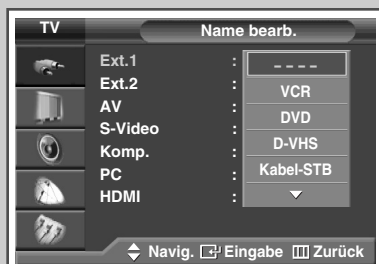 TV Name bearb.
Ext.1 : – – – –
Ext.2 : VCR
AV : DVD
S-Video : D-VHS
Komp. : Kabel-STB
PC :
HDMI : ▼
Navig. Eingabe Zurück